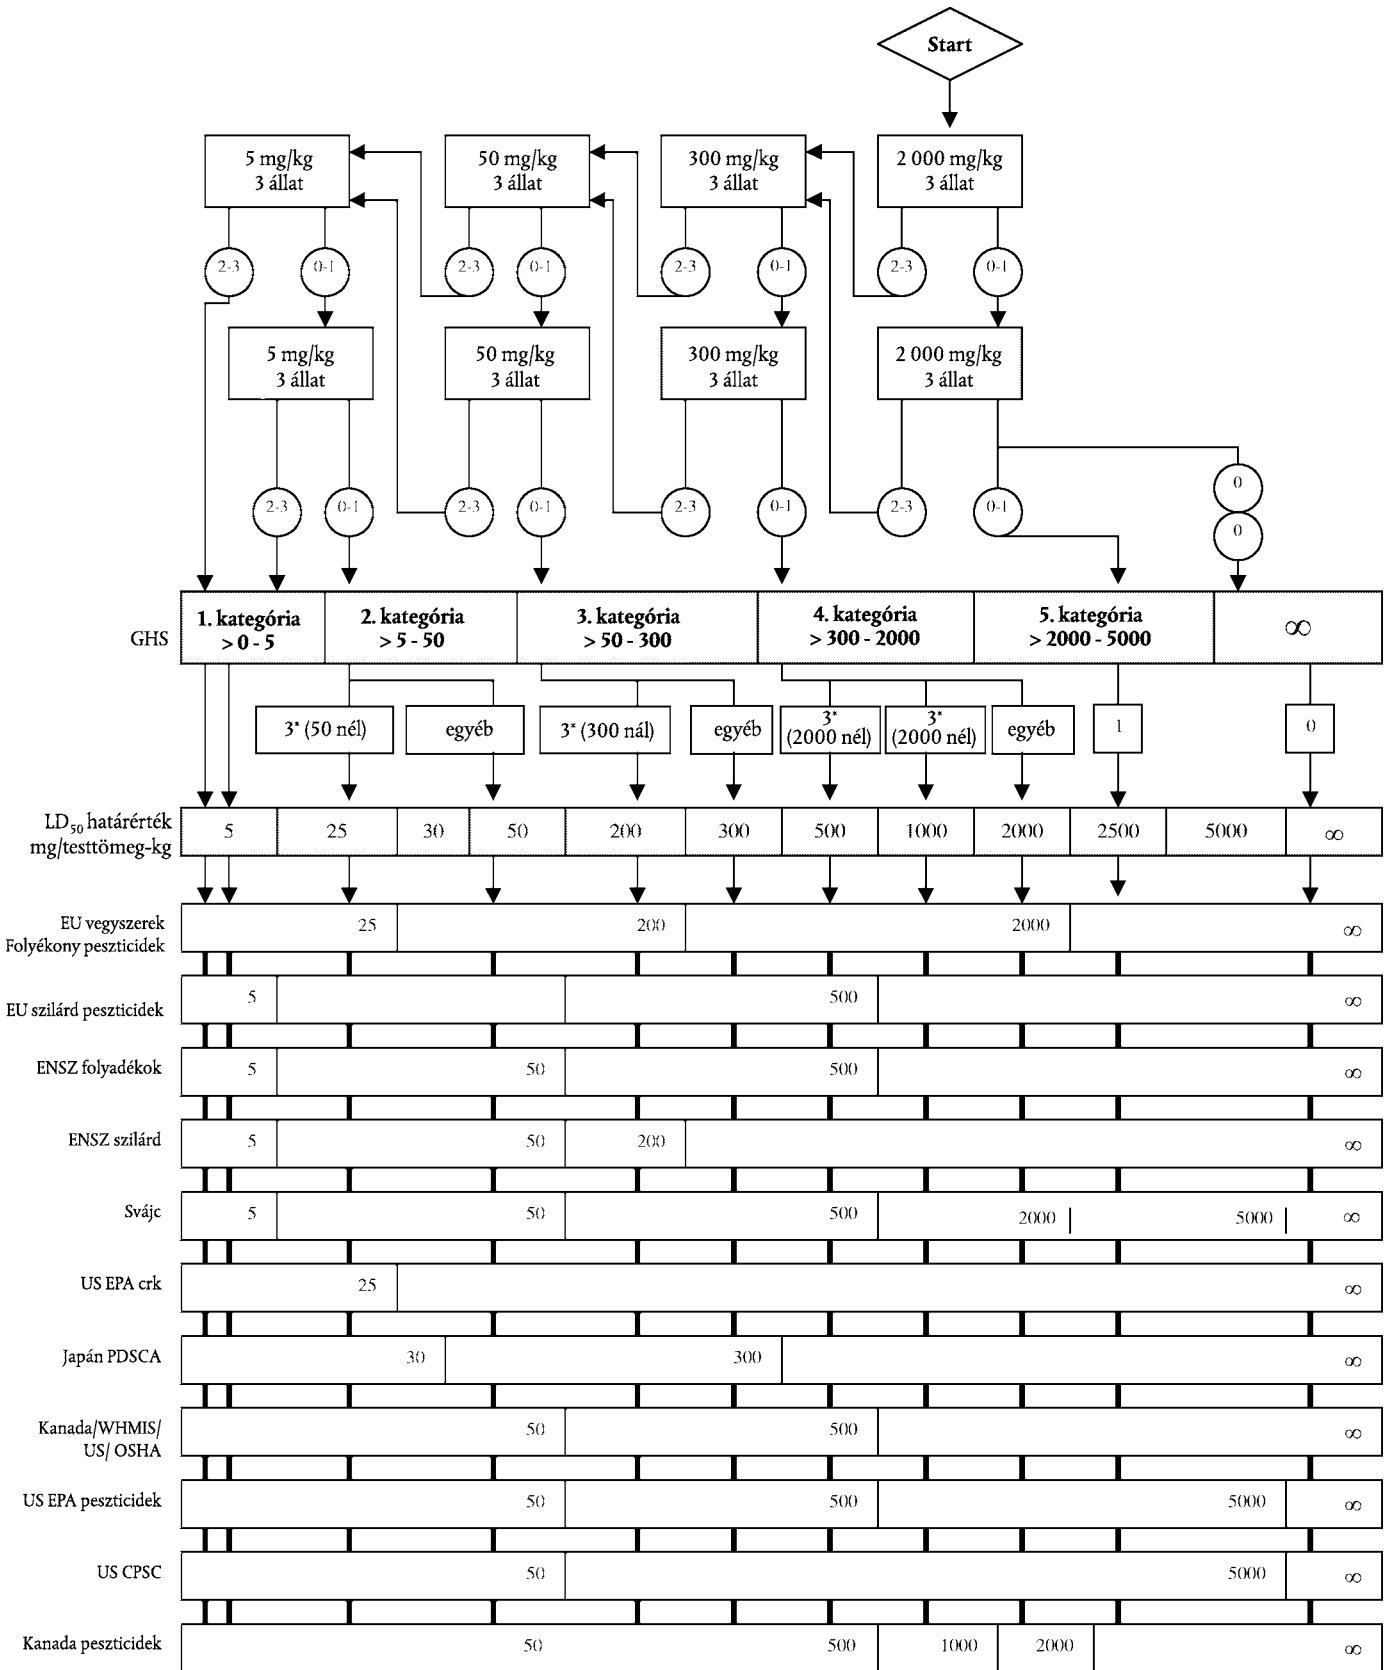 Start
5 mg/kg
3 állat
50 mg/kg
3 állat
300 mg/kg
3 állat
2 000 mg/kg
3 állat
2-3
0-1
2-3
0-1
2-3
0-1
2-3
0-1
5 mg/kg
3 állat
50 mg/kg
3 állat
300 mg/kg
3 állat
2 000 mg/kg
3 állat
2-3
0-1
2-3
0-1
2-3
0-1
2-3
0-1
0
0
GHS
1. kategória
> 0 - 5
2. kategória
> 5 - 50
3. kategória
> 50 - 300
4. kategória
> 300 - 2000
5. kategória
> 2000 - 5000
∞
3* (50 nél)
egyéb
3* (300 nál)
egyéb
3*
(2000 nél)
3*
(2000 nél)
egyéb
1
0
LD50 határérték
mg/testtömeg-kg
5 25 30 50 200 300 500 1000 2000 2500 5000 ∞
EU vegyszerek
Folyékony peszticidek
25 200 2000 ∞
EU szilárd peszticidek
5 500 ∞
ENSZ folyadékok
5 50 500 ∞
ENSZ szilárd
5 50 200 ∞
Svájc
5 50 500 2000 5000 ∞
US EPA crk
25 ∞
Japán PDSCA
30 300 ∞
Kanada/WHMIS/
US/ OSHA
50 500 ∞
US EPA peszticidek
50 500 5000 ∞
US CPSC
50 5000 ∞
Kanada peszticidek
50 500 1000 2000 ∞